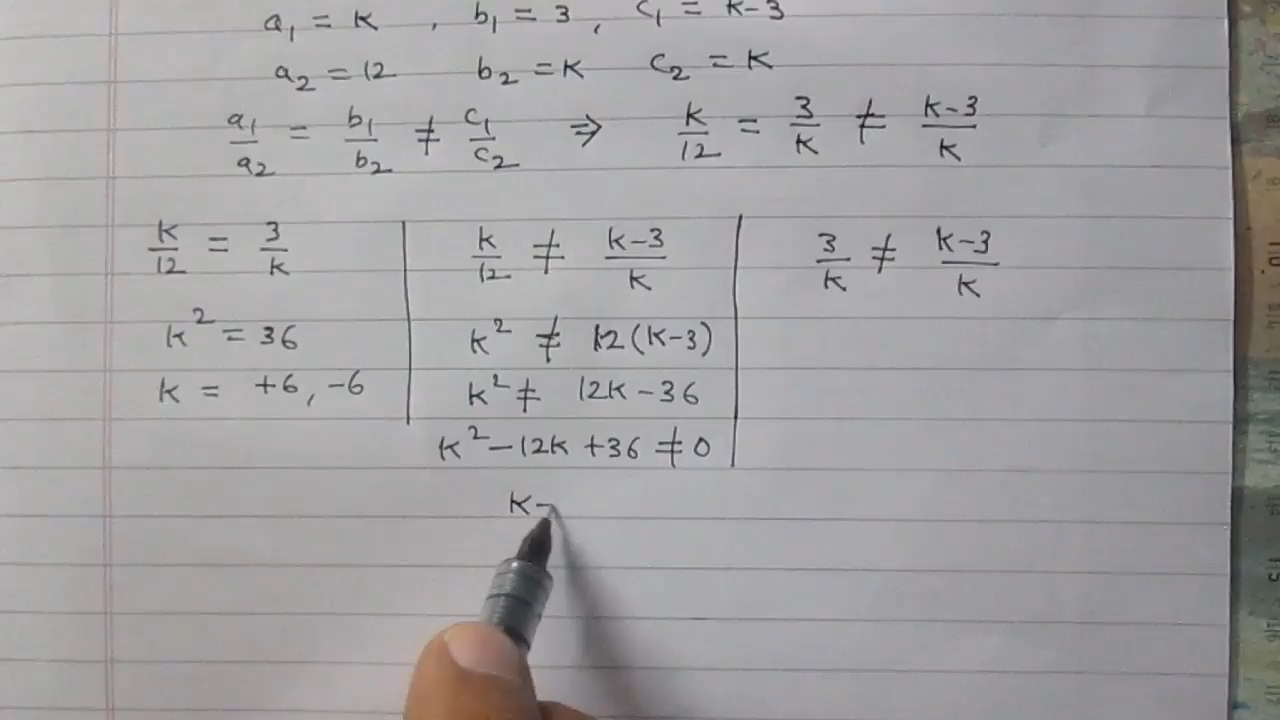 a₁ = K , b₁ = 3 , c₁ = K-3
a₂ = 12 b₂ = K c₂ = K
a₁/a₂ = b₁/b₂ ≠ c₁/c₂ ⇒ K/12 = 3/K ≠ K-3/K
K/12 = 3/K
K² = 36
K = +6, -6
K/12 ≠ K-3/K
K² ≠ 12(K-3)
K² ≠ 12K - 36
K² - 12K + 36 ≠ 0
K -
3/K ≠ K-3/K